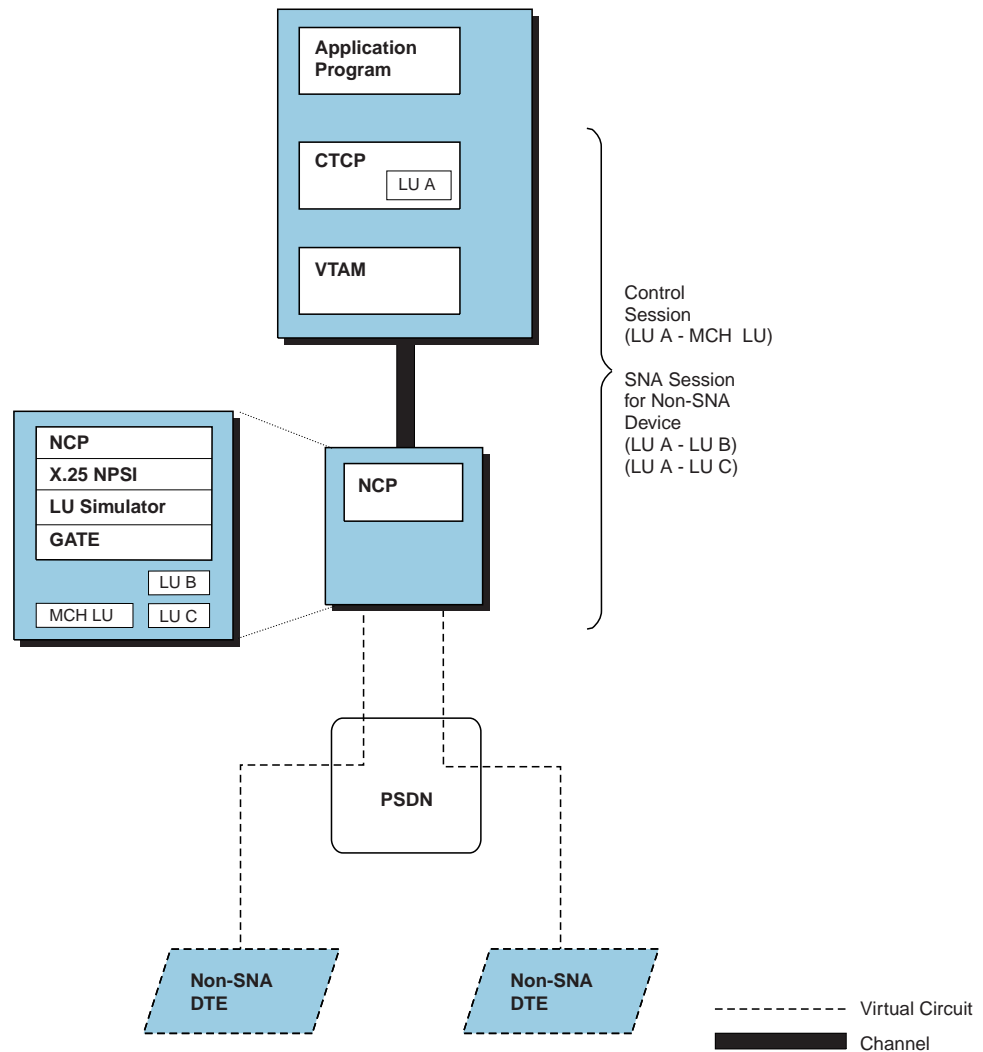 Application
Program
CTCP
LU A
VTAM
Control
Session
(LU A - MCH LU)
SNA Session
for Non-SNA
Device
(LU A - LU B)
(LU A - LU C)
NCP
X.25 NPSI
LU Simulator
GATE
LU B
MCH LU
LU C
NCP
PSDN
Non-SNA
DTE
Non-SNA
DTE
Virtual Circuit
Channel